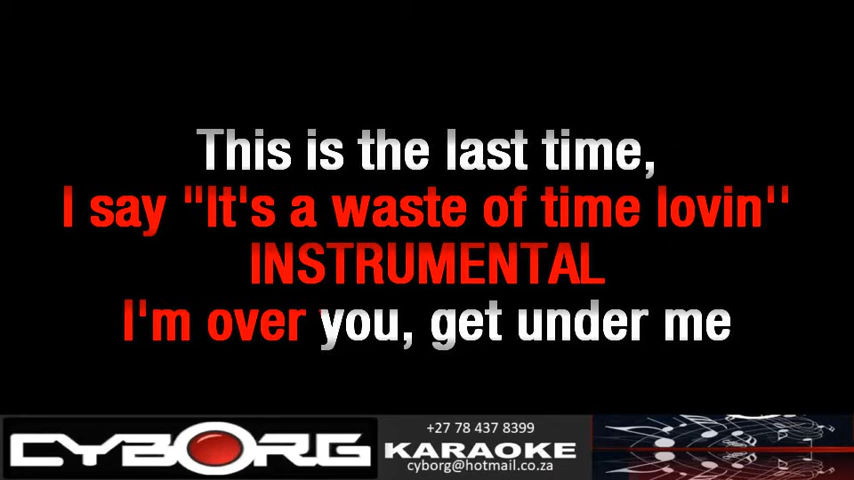 This is the last time,
I say "It's a waste of time lovin''
INSTRUMENTAL
I'm over you, get under me
CYBORG
+27 78 437 8399
KARAOKE
cyborg@hotmail.co.za